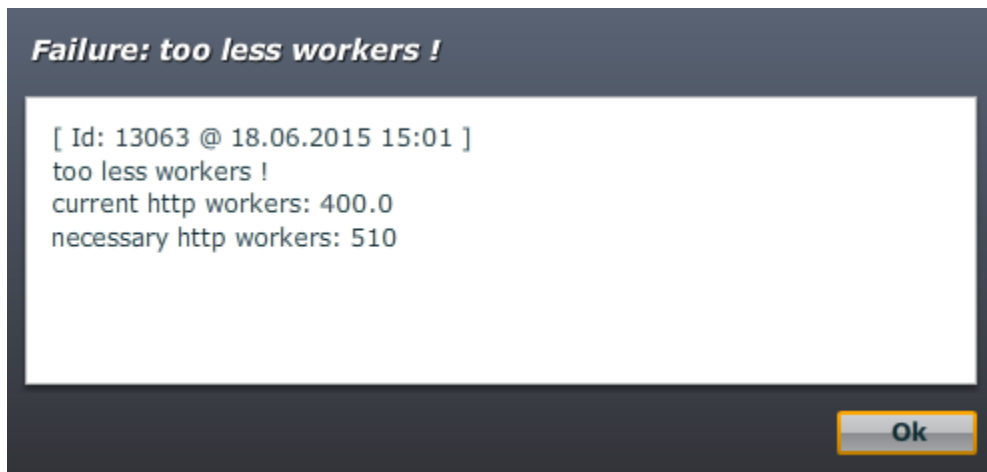 Failure: too less workers !
[ Id: 13063 @ 18.06.2015 15:01 ]
too less workers !
current http workers: 400.0
necessary http workers: 510
Ok